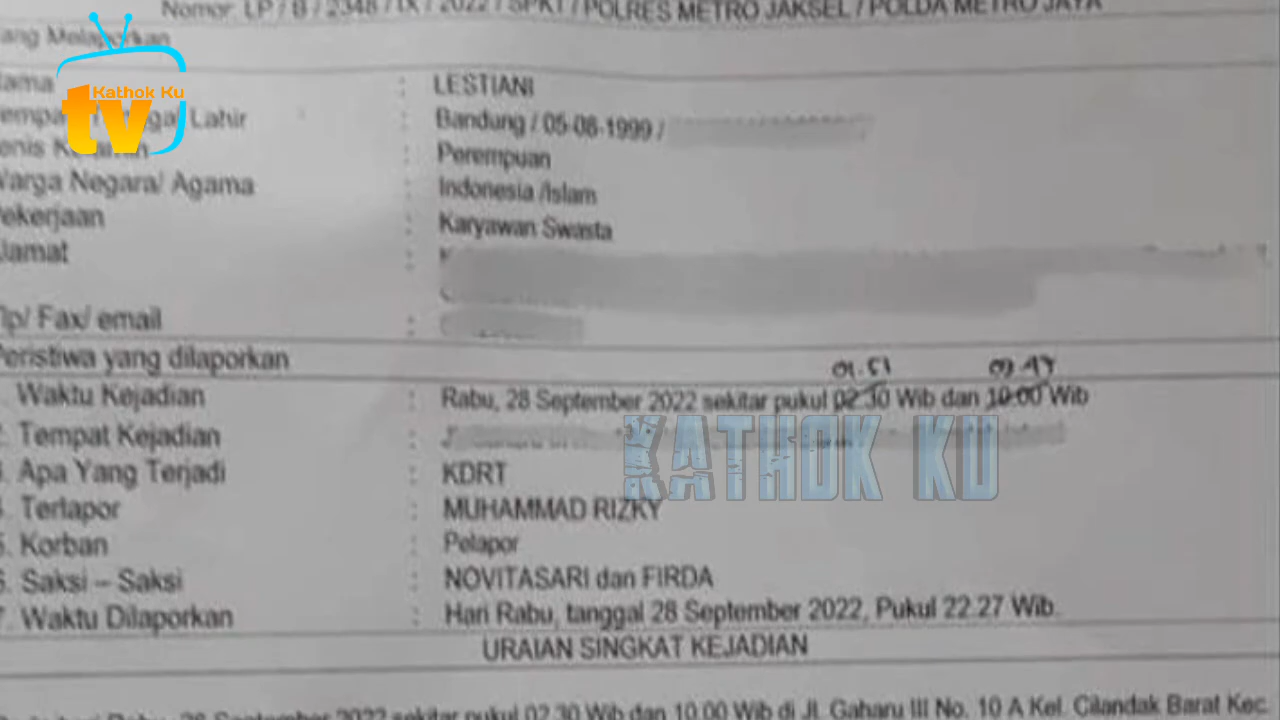 Nomor: LP / B / 2348 / IX / 2022 / SPKT / POLRES METRO JAKSEL / POLDA METRO JAYA
ang Melaporkan
Kathok Ku
tv
ama : LESTIANI
Lahir : Bandung / 05-08-1999 /
enis : Perempuan
Warga Negara/ Agama : Indonesia /Islam
Pekerjaan : Karyawan Swasta
lamat :
Tlp/ Fax/ email :
Peristiwa yang dilaporkan
01.51 09.47
Waktu Kejadian : Rabu, 28 September 2022 sekitar pukul 02 30 Wib dan 10.00 Wib
2. Tempat Kejadian :
KATHOK KU
3. Apa Yang Terjadi : KDRT
4. Terlapor : MUHAMMAD RIZKY
5. Korban : Pelapor
6. Saksi – Saksi : NOVITASARI dan FIRDA
7. Waktu Dilaporkan : Hari Rabu, tanggal 28 September 2022, Pukul 22.27 Wib.
URAIAN SINGKAT KEJADIAN
Rabu, 28 September 2022 sekitar pukul 02.30 Wib dan 10.00 Wib di Jl. Gaharu III No. 10 A Kel. Cilandak Barat Kec.